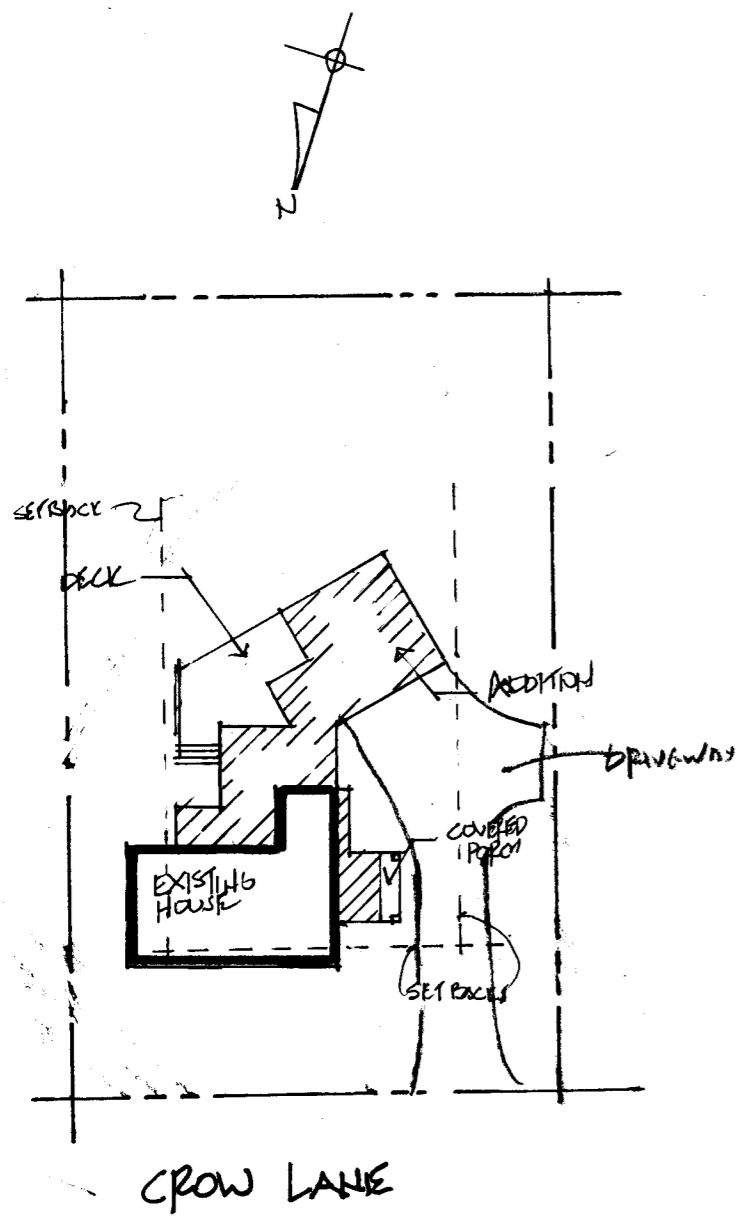 N
SETBACK
DECK
ADDITION
DRIVEWAY
COVERED
PORCH
EXISTING
HOUSE
SETBACKS
CROW LANE